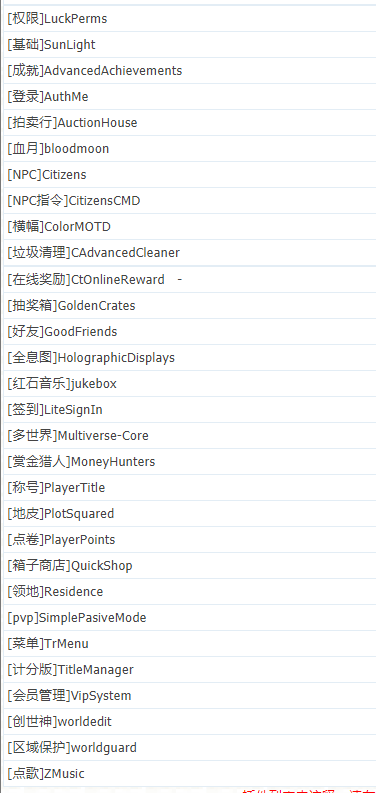 [权限]LuckPerms
[基础]SunLight
[成就]AdvancedAchievements
[登录]AuthMe
[拍卖行]AuctionHouse
[血月]bloodmoon
[NPC]Citizens
[NPC指令]CitizensCMD
[横幅]ColorMOTD
[垃圾清理]CAdvancedCleaner
[在线奖励]CtOnlineReward -
[抽奖箱]GoldenCrates
[好友]GoodFriends
[全息图]HolographicDisplays
[红石音乐]jukebox
[签到]LiteSignIn
[多世界]Multiverse-Core
[赏金猎人]MoneyHunters
[称号]PlayerTitle
[地皮]PlotSquared
[点卷]PlayerPoints
[箱子商店]QuickShop
[领地]Residence
[pvp]SimplePasiveMode
[菜单]TrMenu
[计分版]TitleManager
[会员管理]VipSystem
[创世神]worldedit
[区域保护]worldguard
[点歌]ZMusic